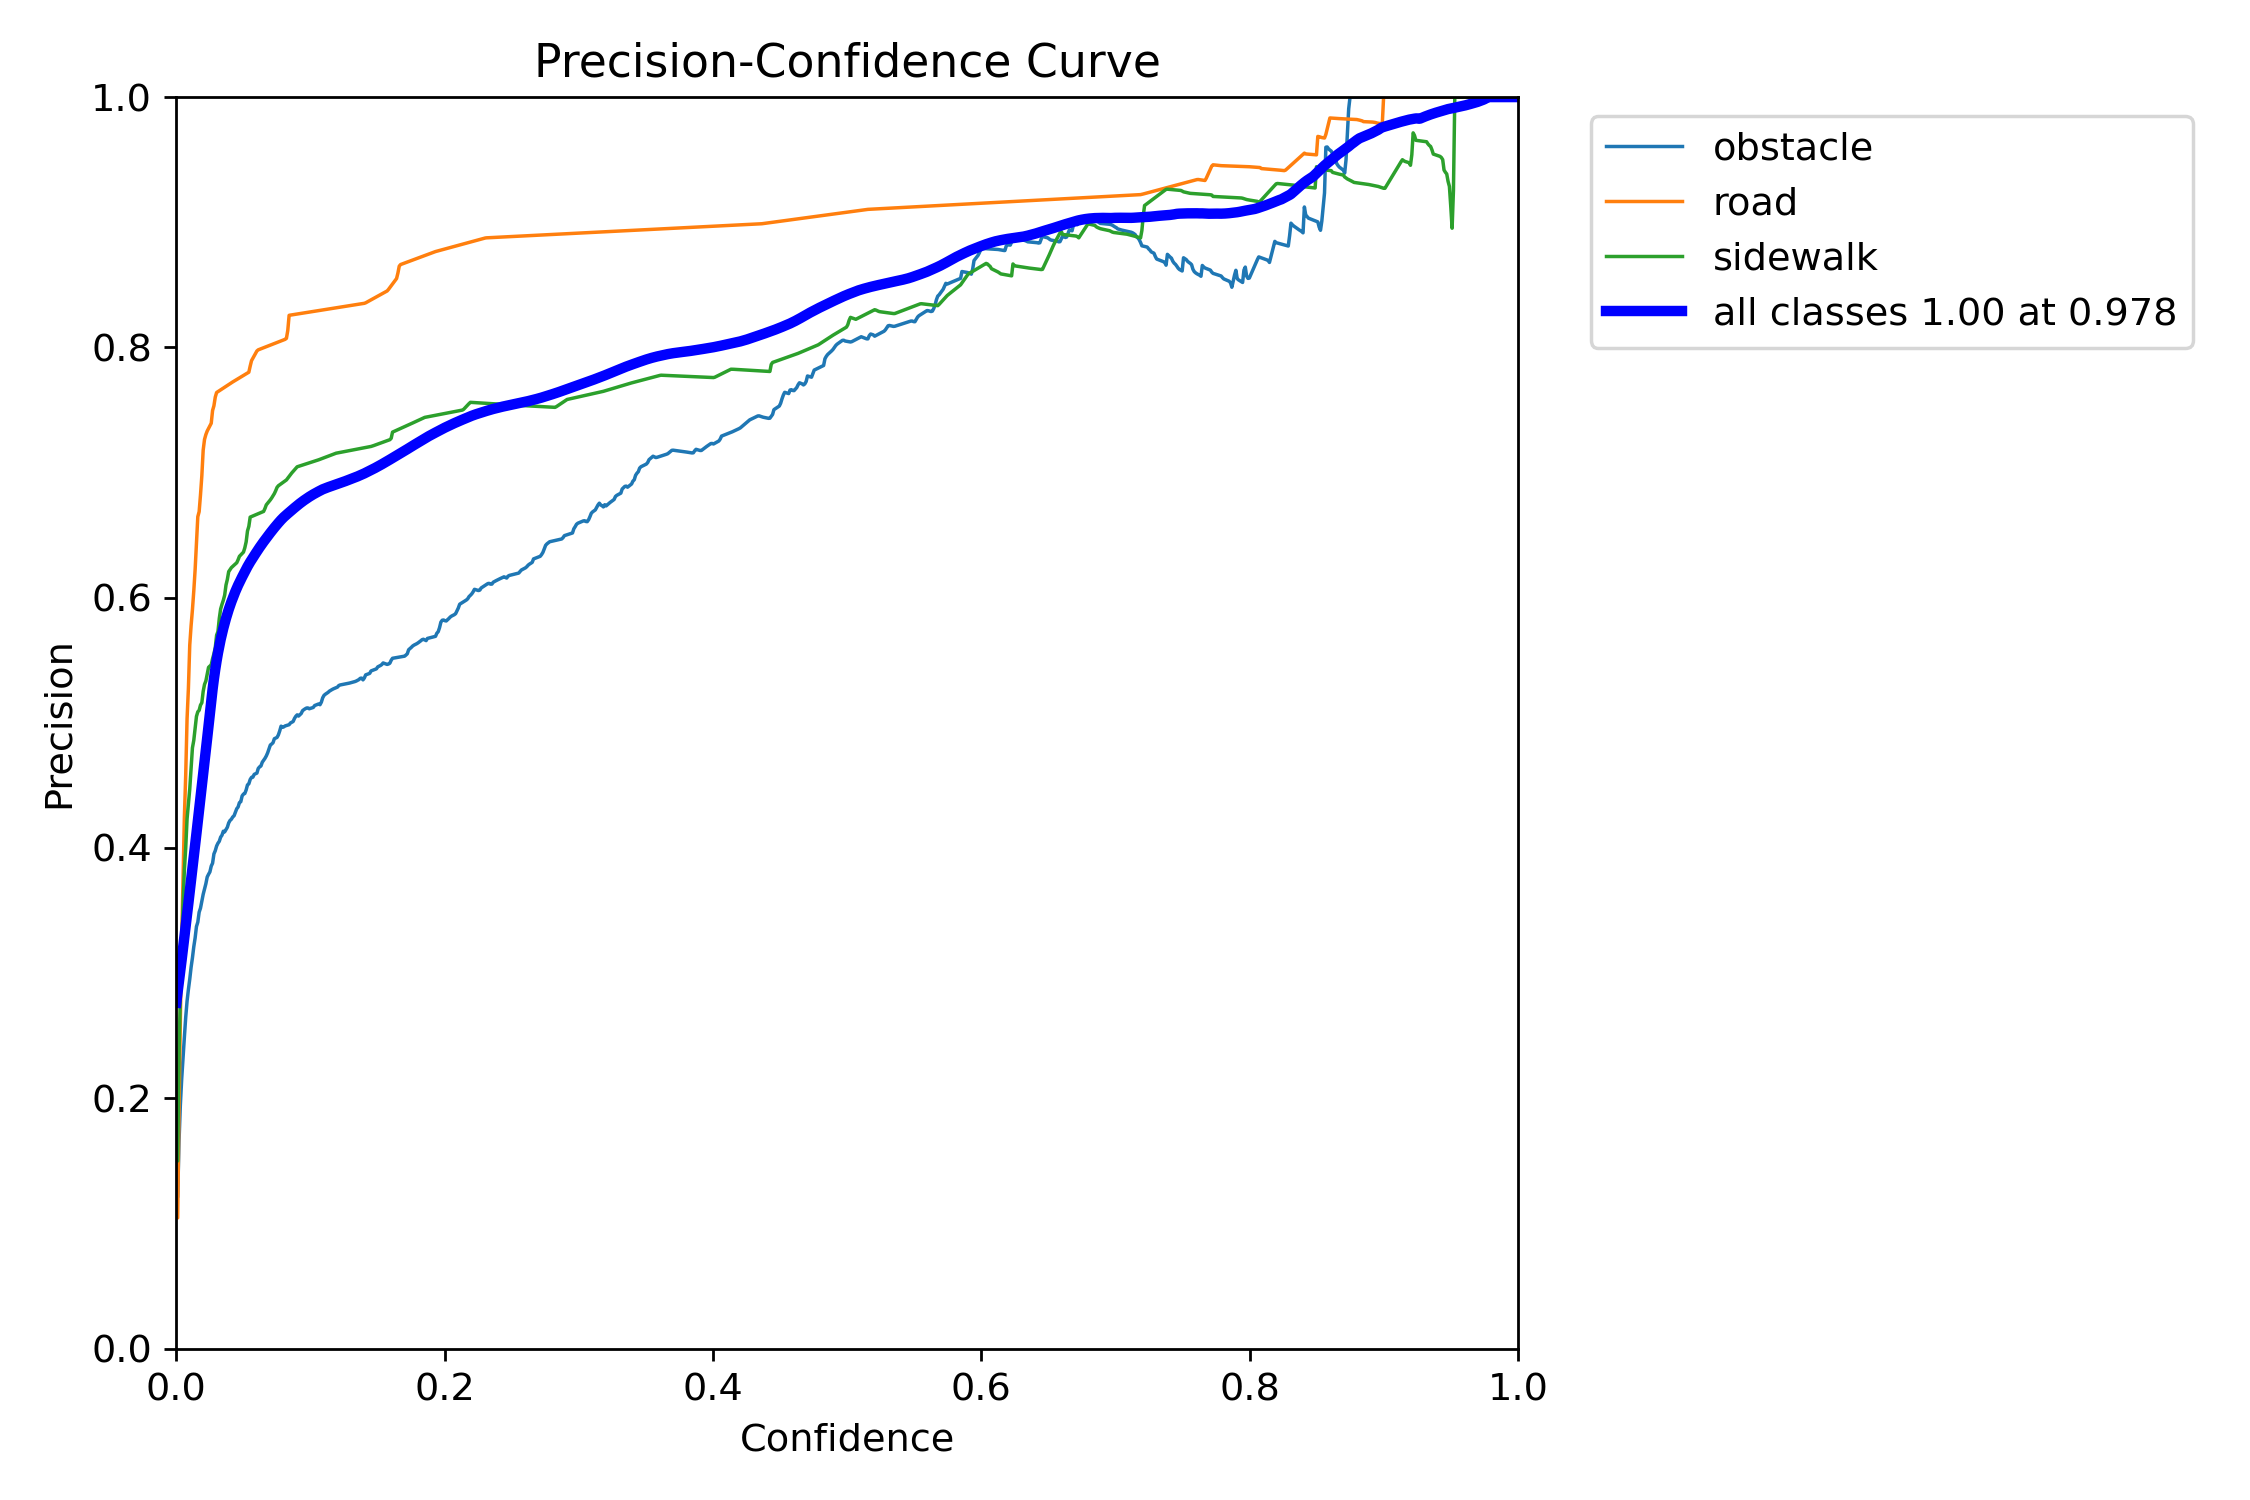 Precision-Confidence Curve
1.0
0.8
0.6
0.4
0.2
0.0
Precision
0.0 0.2 0.4 0.6 0.8 1.0
Confidence
obstacle
road
sidewalk
all classes 1.00 at 0.978